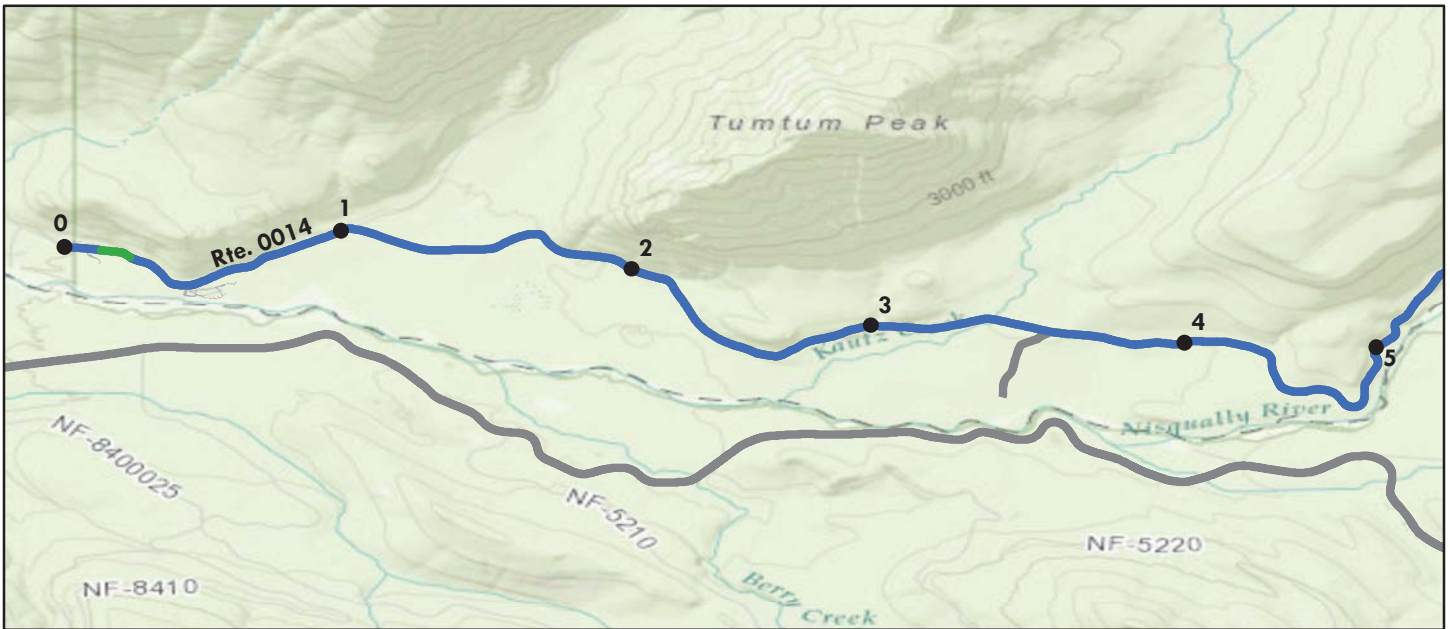 Tumtum Peak
3000 ft
0
Rte. 0014
1
2
3
4
5
Kautz
Nisqually River
NF-8400025
NF-5210
NF-5220
NF-8410
Berry
Creek